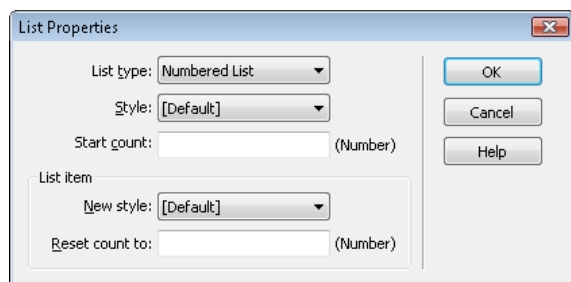 List Properties
List type: Numbered List
Style: [Default]
Start count: (Number)
List item
New style: [Default]
Reset count to: (Number)
OK
Cancel
Help